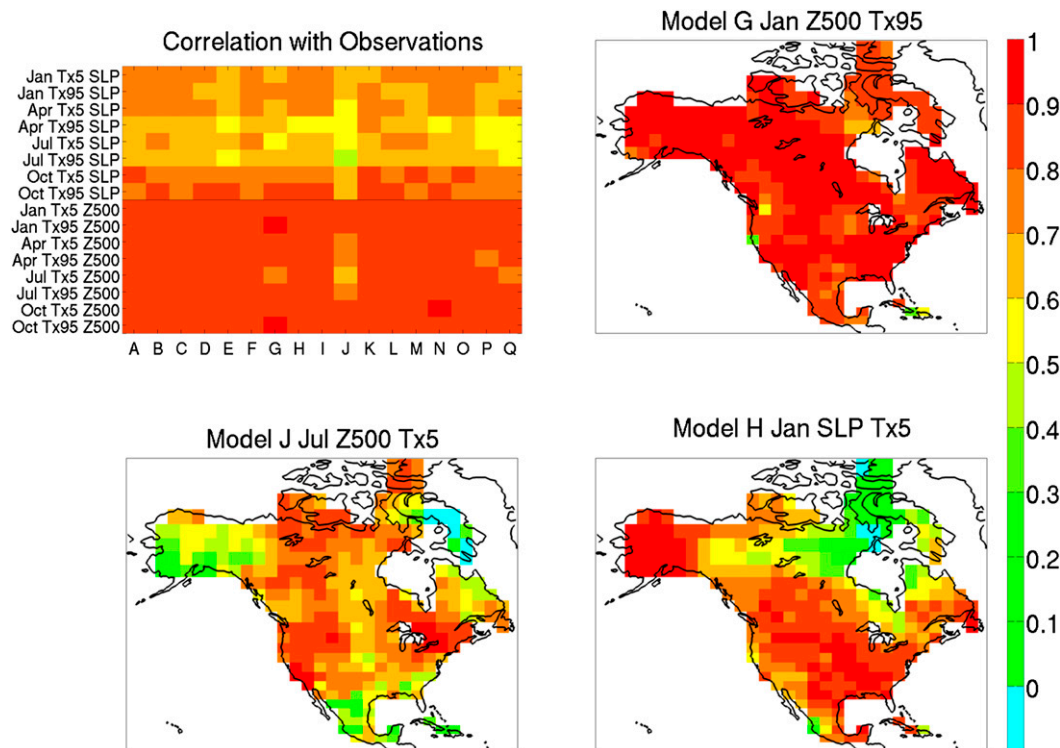 Correlation with Observations
Jan Tx5 SLP
Jan Tx95 SLP
Apr Tx5 SLP
Apr Tx95 SLP
Jul Tx5 SLP
Jul Tx95 SLP
Oct Tx5 SLP
Oct Tx95 SLP
Jan Tx5 Z500
Jan Tx95 Z500
Apr Tx5 Z500
Apr Tx95 Z500
Jul Tx5 Z500
Jul Tx95 Z500
Oct Tx5 Z500
Oct Tx95 Z500
A B C D E F G H I J K L M N O P Q
Model G Jan Z500 Tx95
Model J Jul Z500 Tx5
Model H Jan SLP Tx5
1
0.9
0.8
0.7
0.6
0.5
0.4
0.3
0.2
0.1
0